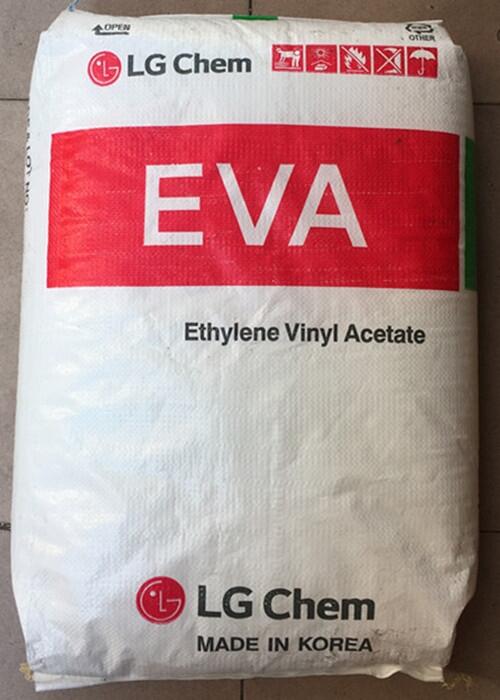 OPEN
OTHER
LG Chem
EVA
Ethylene Vinyl Acetate
LG Chem
MADE IN KOREA